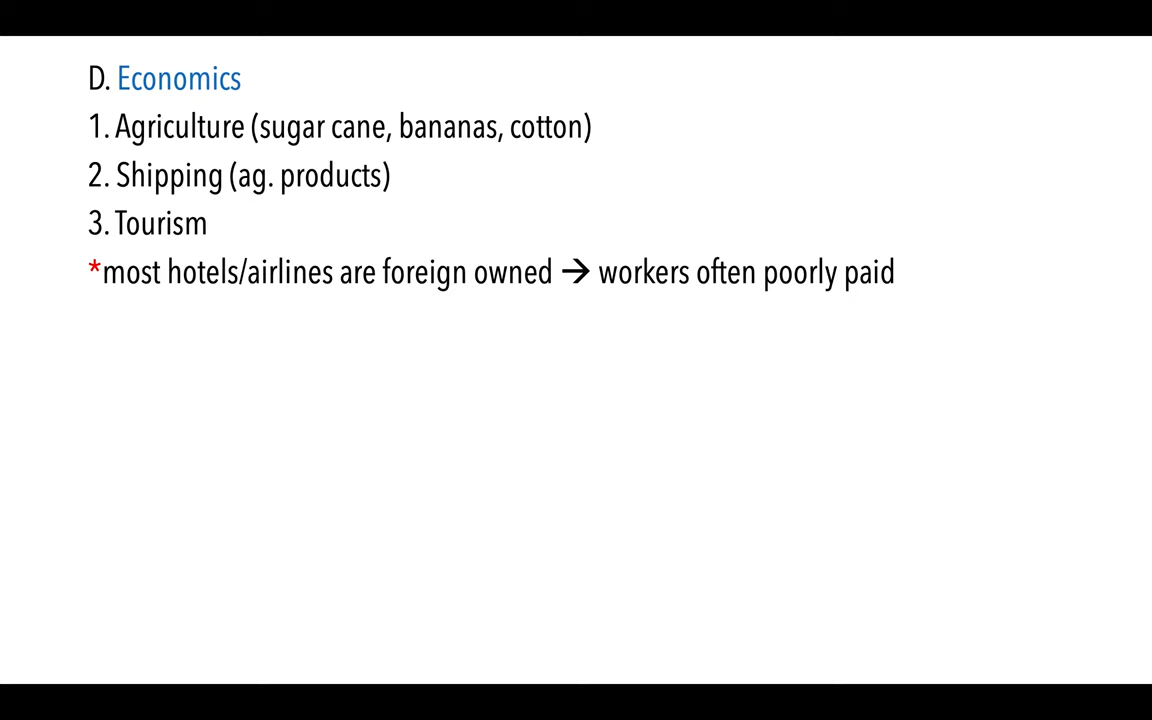 D. Economics
1. Agriculture (sugar cane, bananas, cotton)
2. Shipping (ag. products)
3. Tourism
*most hotels/airlines are foreign owned → workers often poorly paid